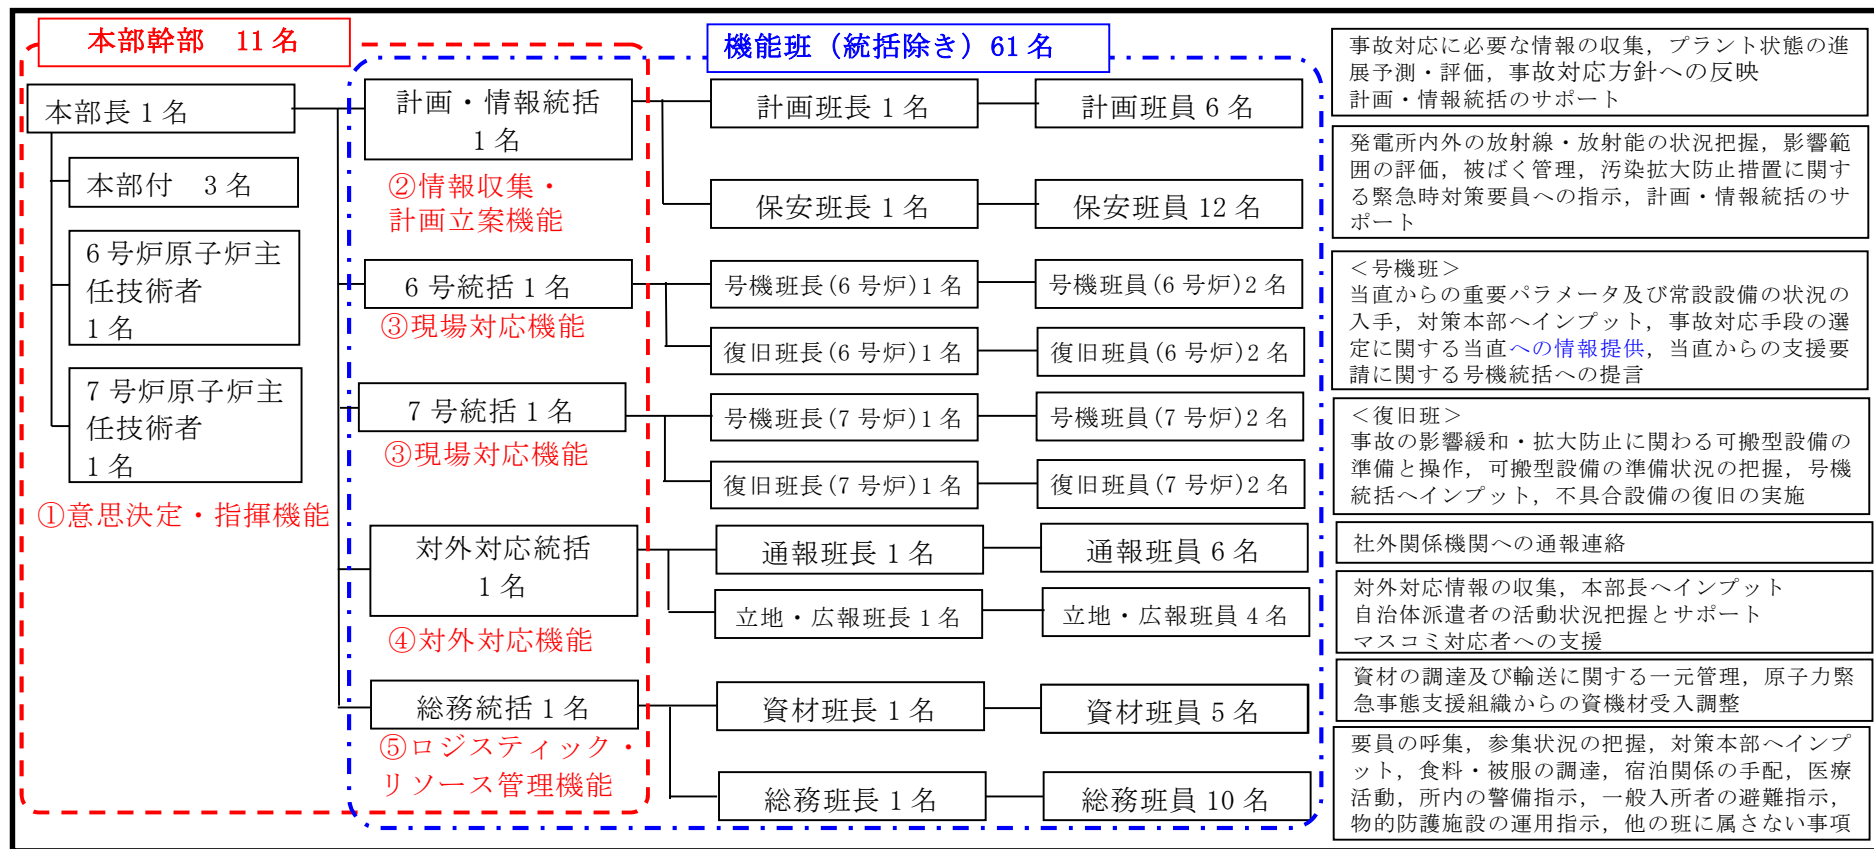 本部幹部　11名
機能班（統括除き）61名
本部長1名
本部付　3名
6号炉原子炉主
任技術者
1名
7号炉原子炉主
任技術者
1名
①意思決定・指揮機能
計画・情報統括
1名
②情報収集・
計画立案機能
6号統括1名
③現場対応機能
7号統括1名
③現場対応機能
対外対応統括
1名
④対外対応機能
総務統括1名
⑤ロジスティック・
リソース管理機能
計画班長1名
計画班員6名
保安班長1名
保安班員12名
号機班長(6号炉)1名
号機班員(6号炉)2名
復旧班長(6号炉)1名
復旧班員(6号炉)2名
号機班長(7号炉)1名
号機班員(7号炉)2名
復旧班長(7号炉)1名
復旧班員(7号炉)2名
通報班長1名
通報班員6名
立地・広報班長1名
立地・広報班員4名
資材班長1名
資材班員5名
総務班長1名
総務班員10名
事故対応に必要な情報の収集，プラント状態の進
展予測・評価，事故対応方針への反映
計画・情報統括のサポート
発電所内外の放射線・放射能の状況把握，影響範
囲の評価，被ばく管理，汚染拡大防止措置に関す
る緊急時対策要員への指示，計画・情報統括のサ
ポート
＜号機班＞
当直からの重要パラメータ及び常設設備の状況の
入手，対策本部へインプット，事故対応手段の選
定に関する当直への情報提供，当直からの支援要
請に関する号機統括への提言
＜復旧班＞
事故の影響緩和・拡大防止に関わる可搬型設備の
準備と操作，可搬型設備の準備状況の把握，号機
統括へインプット，不具合設備の復旧の実施
社外関係機関への通報連絡
対外対応情報の収集，本部長へインプット
自治体派遣者の活動状況把握とサポート
マスコミ対応者への支援
資材の調達及び輸送に関する一元管理，原子力緊
急事態支援組織からの資機材受入調整
要員の呼集，参集状況の把握，対策本部へインプ
ット，食料・被服の調達，宿泊関係の手配，医療
活動，所内の警備指示，一般入所者の避難指示，
物的防護施設の運用指示，他の班に属さない事項